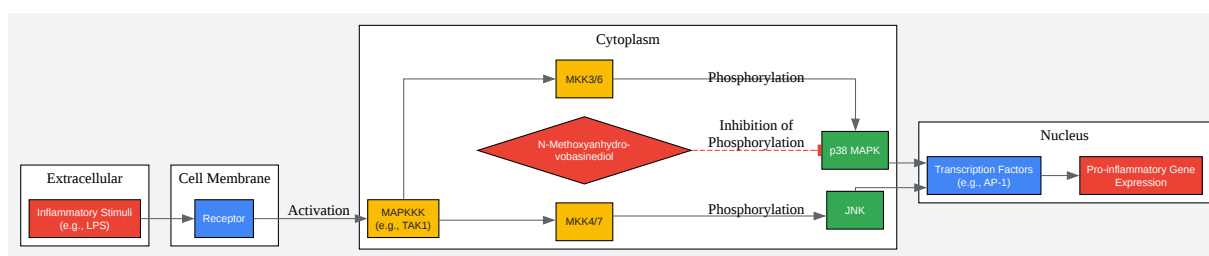 Cytoplasm
MKK3/6
Phosphorylation
Inhibition of
Phosphorylation
N-Methoxyanhydro-
vobasinediol
p38 MAPK
Nucleus
Transcription Factors
(e.g., AP-1)
Pro-inflammatory Gene
Expression
Extracellular
Inflammatory Stimuli
(e.g., LPS)
Cell Membrane
Receptor
Activation
MAPKKK
(e.g., TAK1)
MKK4/7
Phosphorylation
JNK